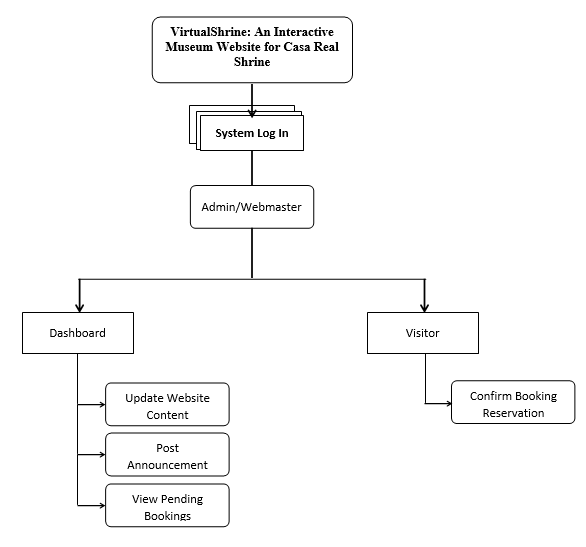 VirtualShrine: An Interactive
Museum Website for Casa Real
Shrine
System Log In
Admin/Webmaster
Dashboard
Visitor
Update Website
Content
Confirm Booking
Reservation
Post
Announcement
View Pending
Bookings